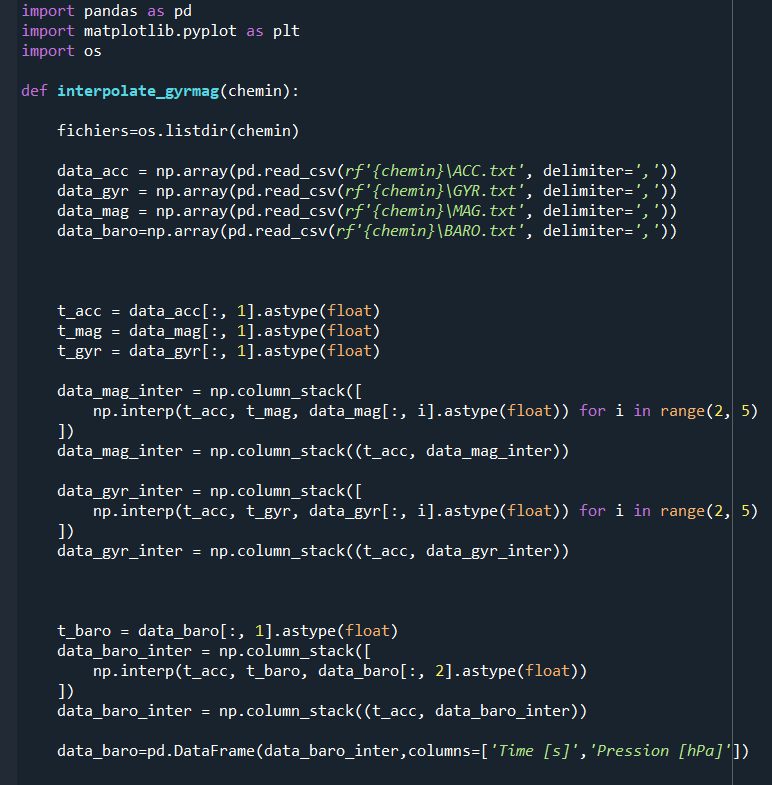 import pandas as pd
import matplotlib.pyplot as plt
import os
def interpolate_gyrmag(chemin):
fichiers=os.listdir(chemin)
data_acc = np.array(pd.read_csv(rf'{chemin}\ACC.txt', delimiter=','))
data_gyr = np.array(pd.read_csv(rf'{chemin}\GYR.txt', delimiter=','))
data_mag = np.array(pd.read_csv(rf'{chemin}\MAG.txt', delimiter=','))
data_baro=np.array(pd.read_csv(rf'{chemin}\BARO.txt', delimiter=','))
t_acc = data_acc[:, 1].astype(float)
t_mag = data_mag[:, 1].astype(float)
t_gyr = data_gyr[:, 1].astype(float)
data_mag_inter = np.column_stack([
np.interp(t_acc, t_mag, data_mag[:, i].astype(float)) for i in range(2, 5)
])
data_mag_inter = np.column_stack((t_acc, data_mag_inter))
data_gyr_inter = np.column_stack([
np.interp(t_acc, t_gyr, data_gyr[:, i].astype(float)) for i in range(2, 5)
])
data_gyr_inter = np.column_stack((t_acc, data_gyr_inter))
t_baro = data_baro[:, 1].astype(float)
data_baro_inter = np.column_stack([
np.interp(t_acc, t_baro, data_baro[:, 2].astype(float))
])
data_baro_inter = np.column_stack((t_acc, data_baro_inter))
data_baro=pd.DataFrame(data_baro_inter,columns=['Time [s]','Pression [hPa]'])